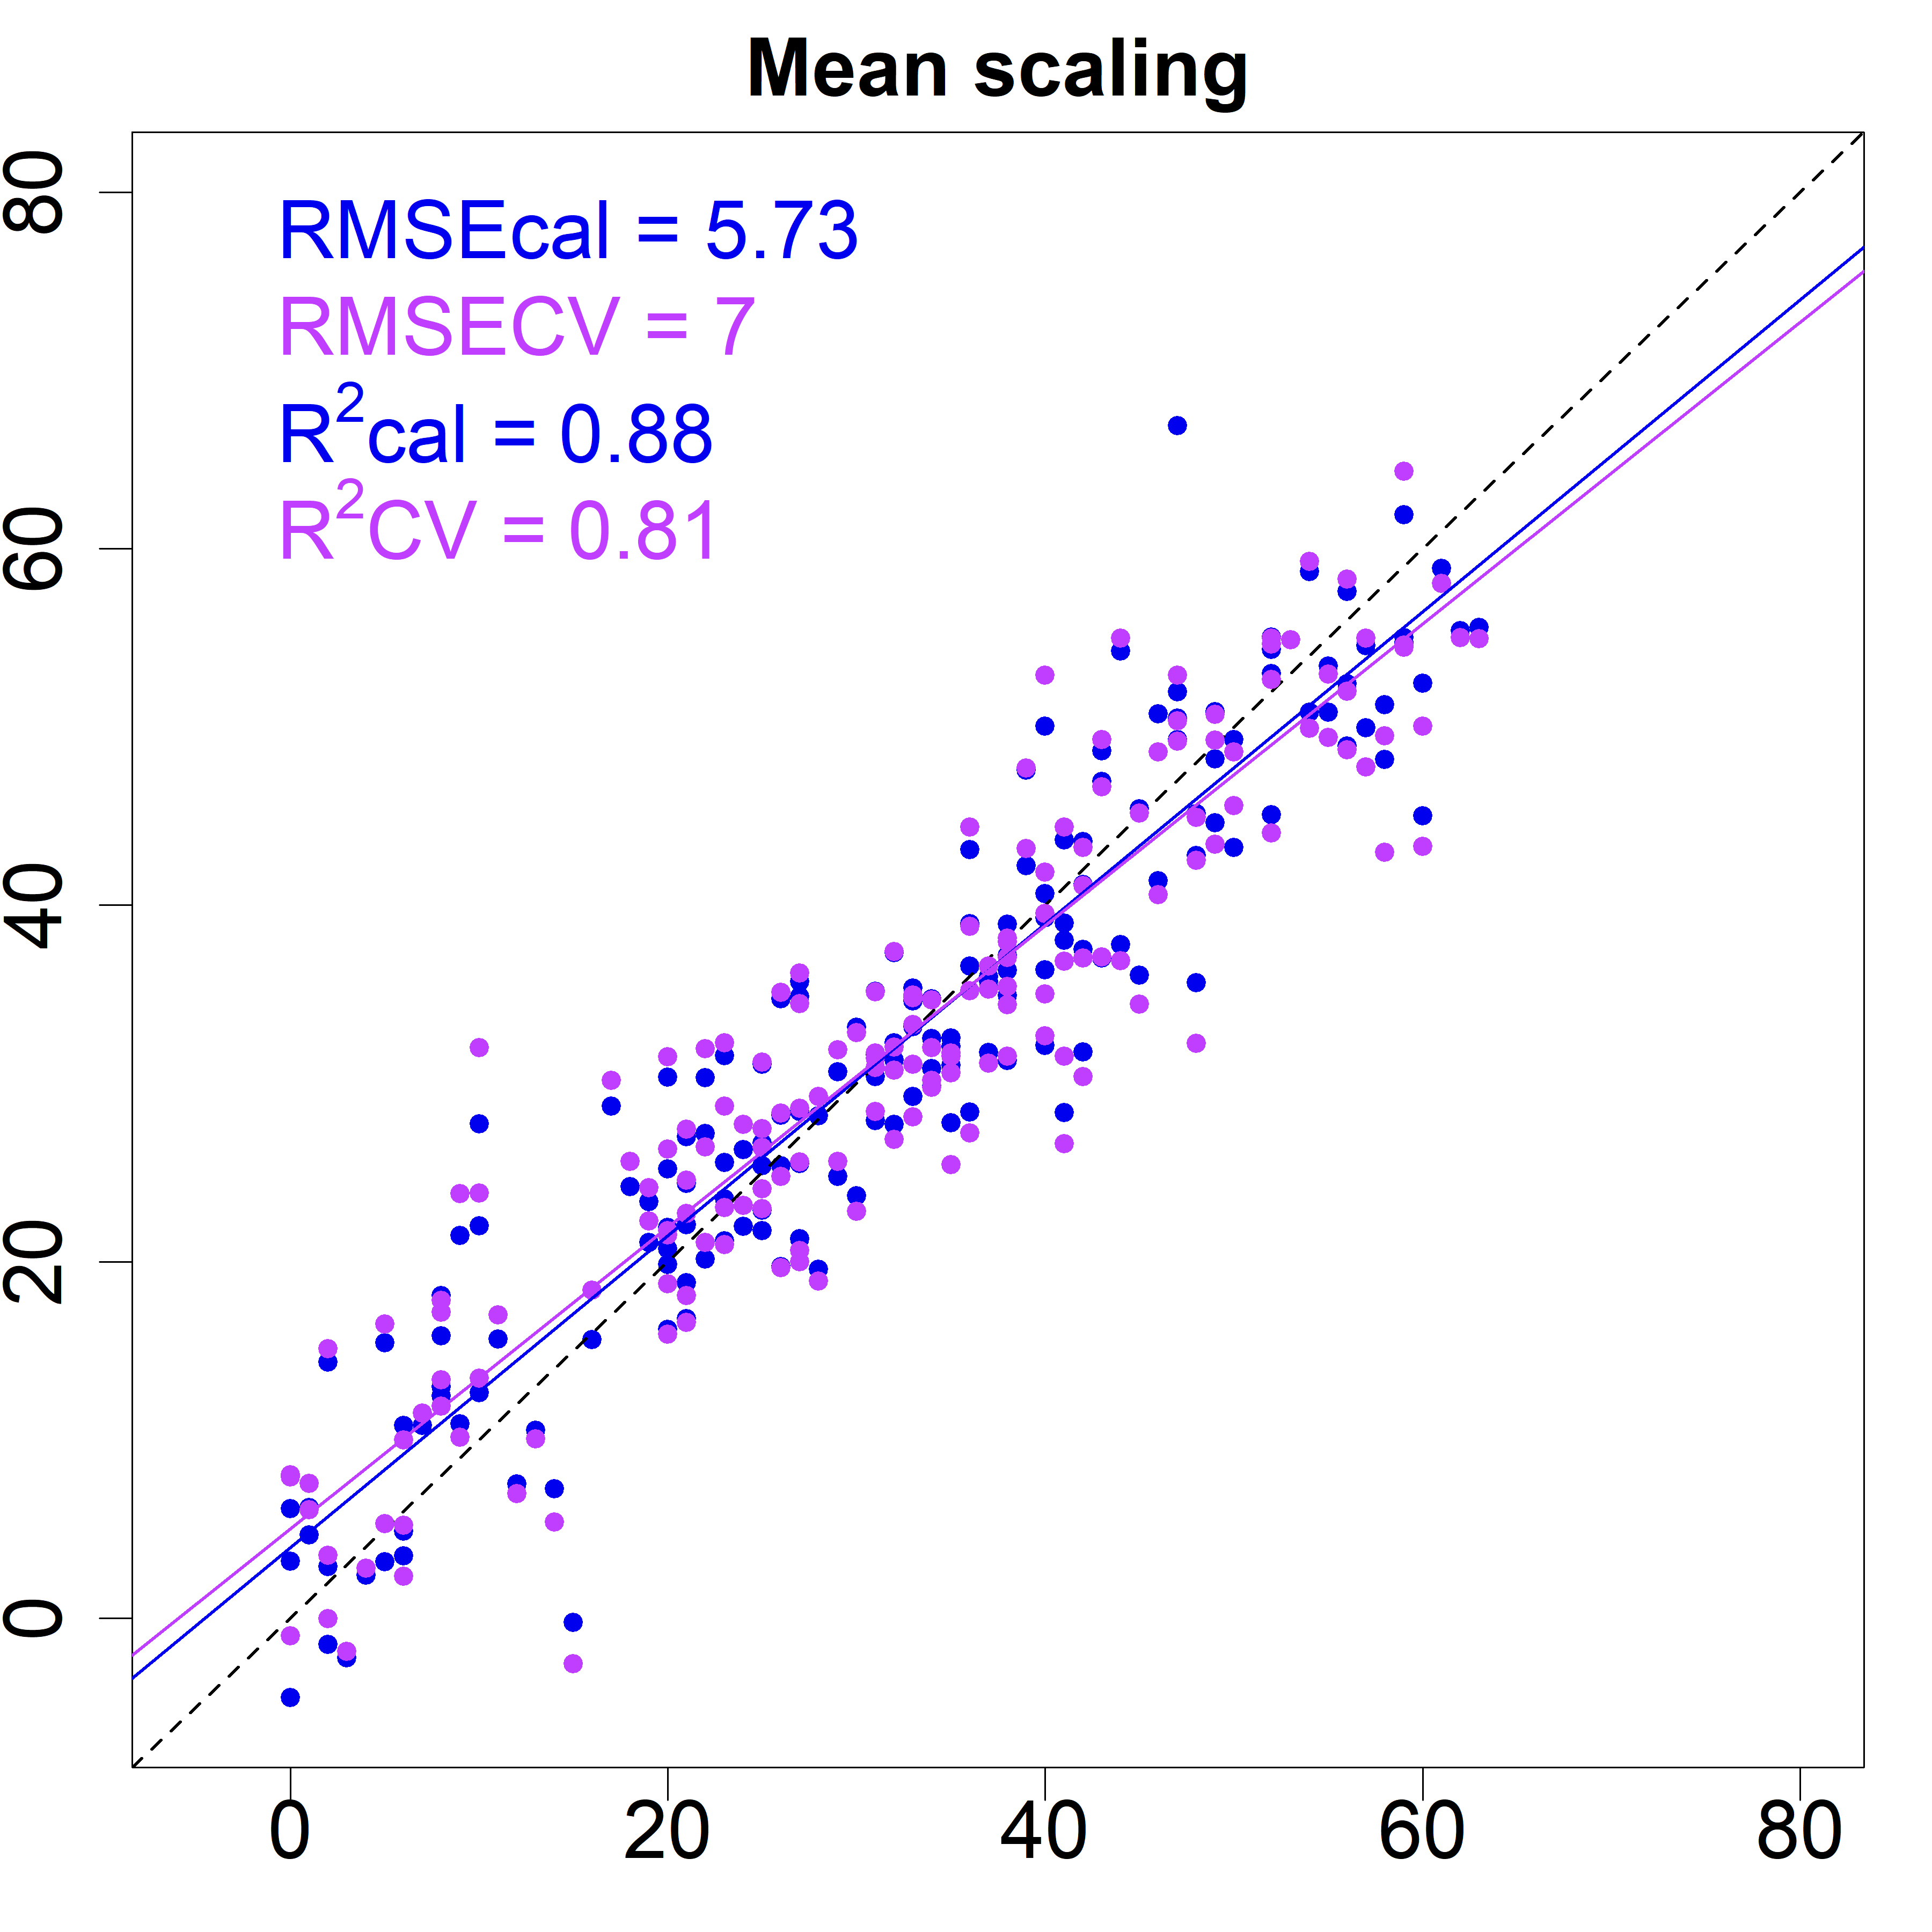 Mean scaling
RMSEcal = 5.73
RMSECV = 7
R²cal = 0.88
R²CV = 0.81
80
60
40
20
0
0 20 40 60 80